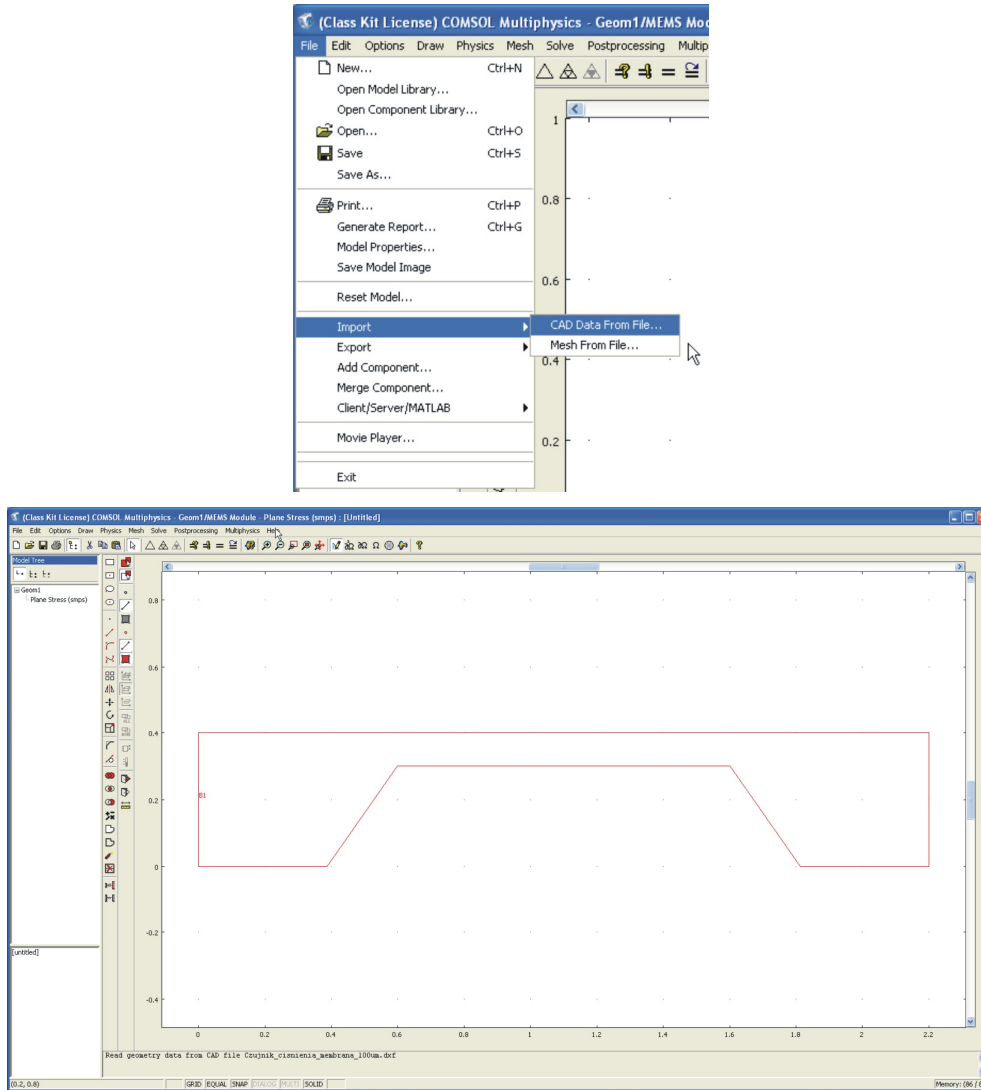 (Class Kit License) COMSOL Multiphysics - Geom1/MEMS Mod
File Edit Options Draw Physics Mesh Solve Postprocessing Multip
New... Ctrl+N
Open Model Library...
Open Component Library...
Open... Ctrl+O
Save Ctrl+S
Save As...
Print... Ctrl+P
Generate Report... Ctrl+G
Model Properties...
Save Model Image
Reset Model...
Import
Export
Add Component...
Merge Component...
Client/Server/MATLAB
Movie Player...
Exit
CAD Data From File...
Mesh From File...
1
0.8
0.6
0.4
0.2
(Class Kit License) COMSOL Multiphysics - Geom1/MEMS Module - Plane Stress (smps) : [Untitled]
File Edit Options Draw Physics Mesh Solve Postprocessing Multiphysics Help
Model Tree
Geom1
Plane Stress (smps)
[untitled]
0.8
0.6
0.4
0.2
0
-0.2
-0.4
B1
0 0.2 0.4 0.6 0.8 1 1.2 1.4 1.6 1.8 2 2.2
Read geometry data from CAD file Czujnik_cisnienia_membrana_100um.dxf
(0.2, 0.8) GRID EQUAL SNAP DIALOG MULTI SOLID Memory: (86 / 8